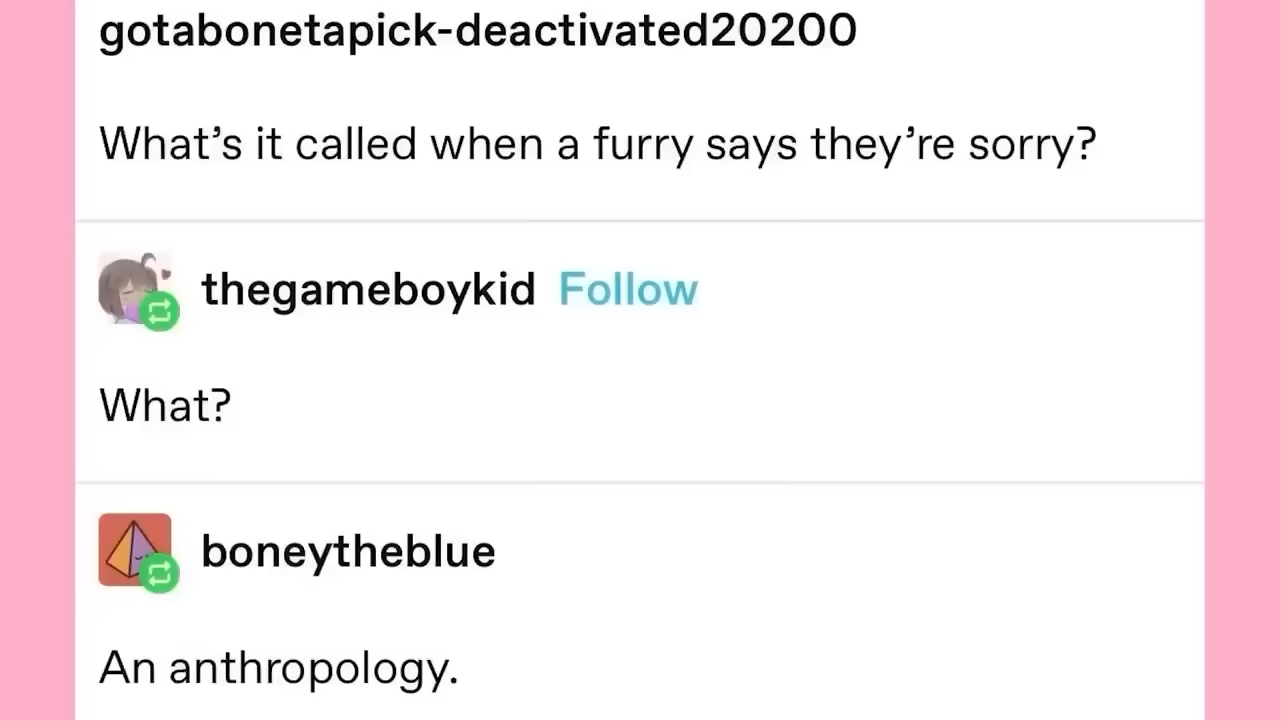 gotabonetapick-deactivated20200
What’s it called when a furry says they’re sorry?
thegameboykid Follow
What?
boneytheblue
An anthropology.